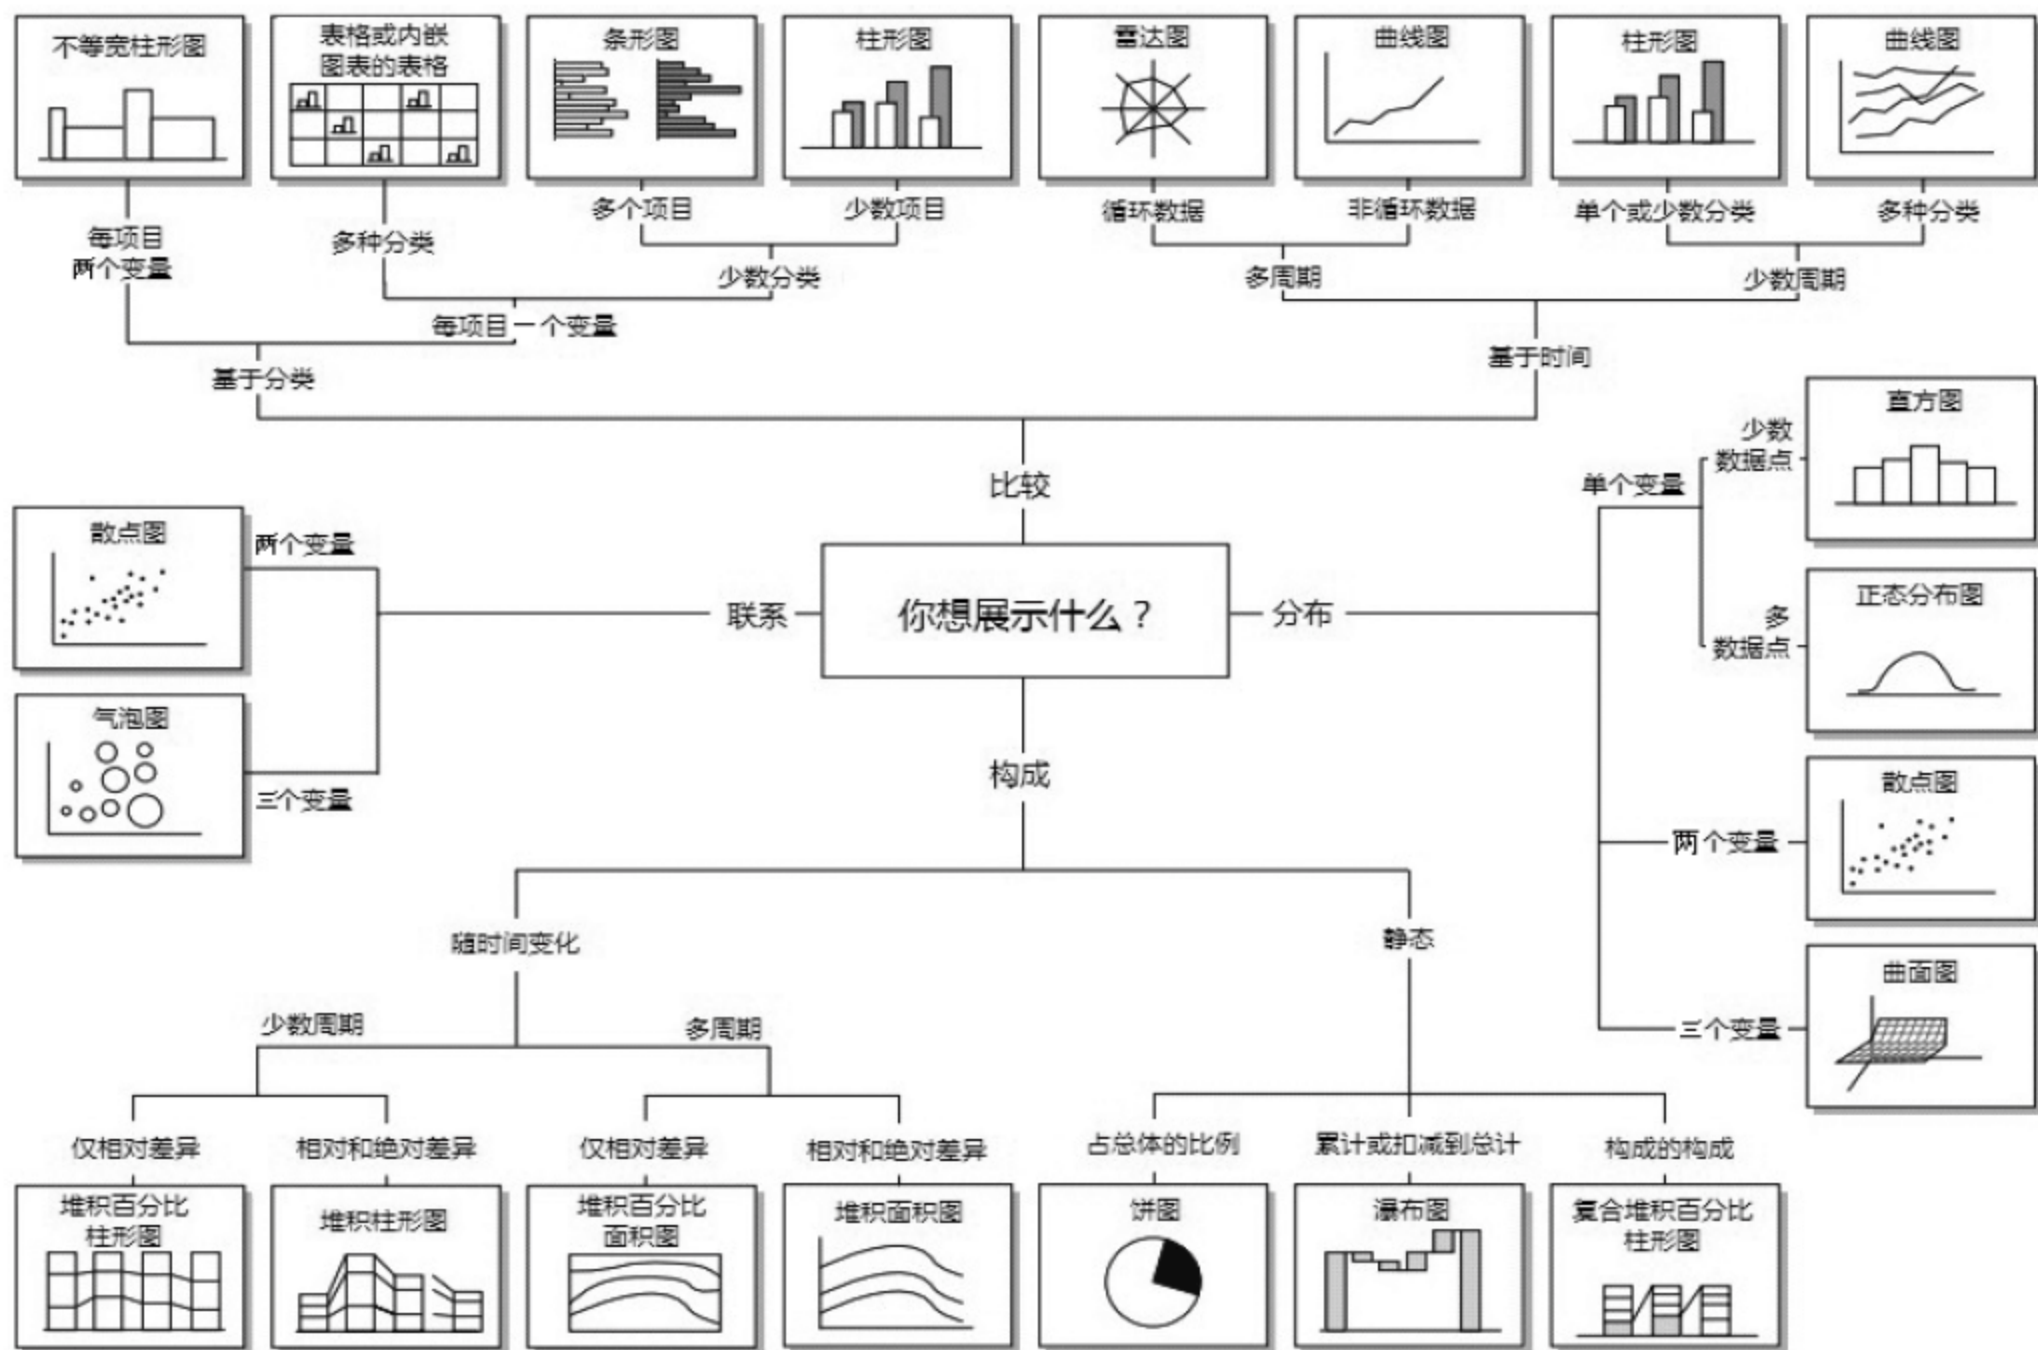 不等宽柱形图
表格或内嵌
图表的表格
条形图
柱形图
雷达图
曲线图
柱形图
曲线图
每项目
两个变量
多种分类
多个项目
少数项目
循环数据
非循环数据
单个或少数分类
多种分类
少数分类
多周期
少数周期
每项目一个变量
基于分类
基于时间
比较
你想展示什么？
联系
两个变量
散点图
三个变量
气泡图
分布
单个变量
少数
数据点
直方图
多
数据点
正态分布图
两个变量
散点图
三个变量
曲面图
构成
随时间变化
静态
少数周期
多周期
仅相对差异
相对和绝对差异
仅相对差异
相对和绝对差异
占总体的比例
累计或扣减到总计
构成的构成
堆积百分比
柱形图
堆积柱形图
堆积百分比
面积图
堆积面积图
饼图
瀑布图
复合堆积百分比
柱形图